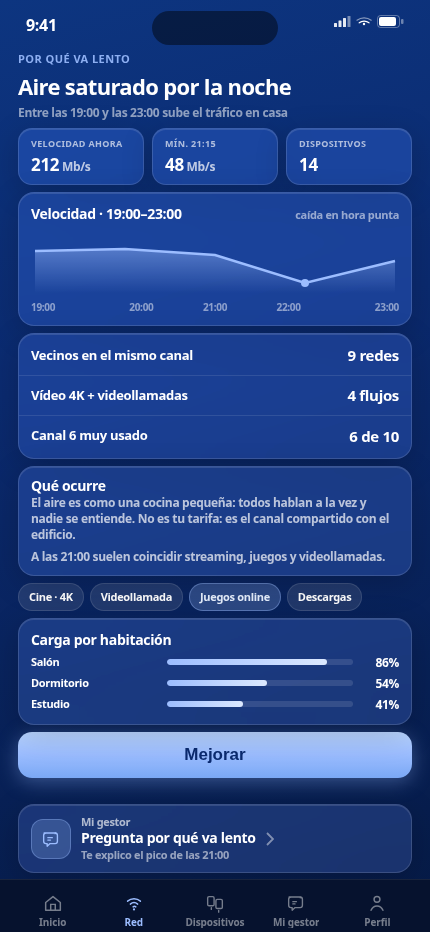 9:41
POR QUÉ VA LENTO
Aire saturado por la noche
Entre las 19:00 y las 23:00 sube el tráfico en casa
VELOCIDAD AHORA
212 Mb/s
MÍN. 21:15
48 Mb/s
DISPOSITIVOS
14
Velocidad · 19:00–23:00
caída en hora punta
19:00 20:00 21:00 22:00 23:00
Vecinos en el mismo canal 9 redes
Vídeo 4K + videollamadas 4 flujos
Canal 6 muy usado 6 de 10
Qué ocurre
El aire es como una cocina pequeña: todos hablan a la vez y
nadie se entiende. No es tu tarifa: es el canal compartido con el
edificio.
A las 21:00 suelen coincidir streaming, juegos y videollamadas.
Cine · 4K Videollamada Juegos online Descargas
Carga por habitación
Salón 86%
Dormitorio 54%
Estudio 41%
Mejorar
Mi gestor
Pregunta por qué va lento
Te explico el pico de las 21:00
Inicio Red Dispositivos Mi gestor Perfil